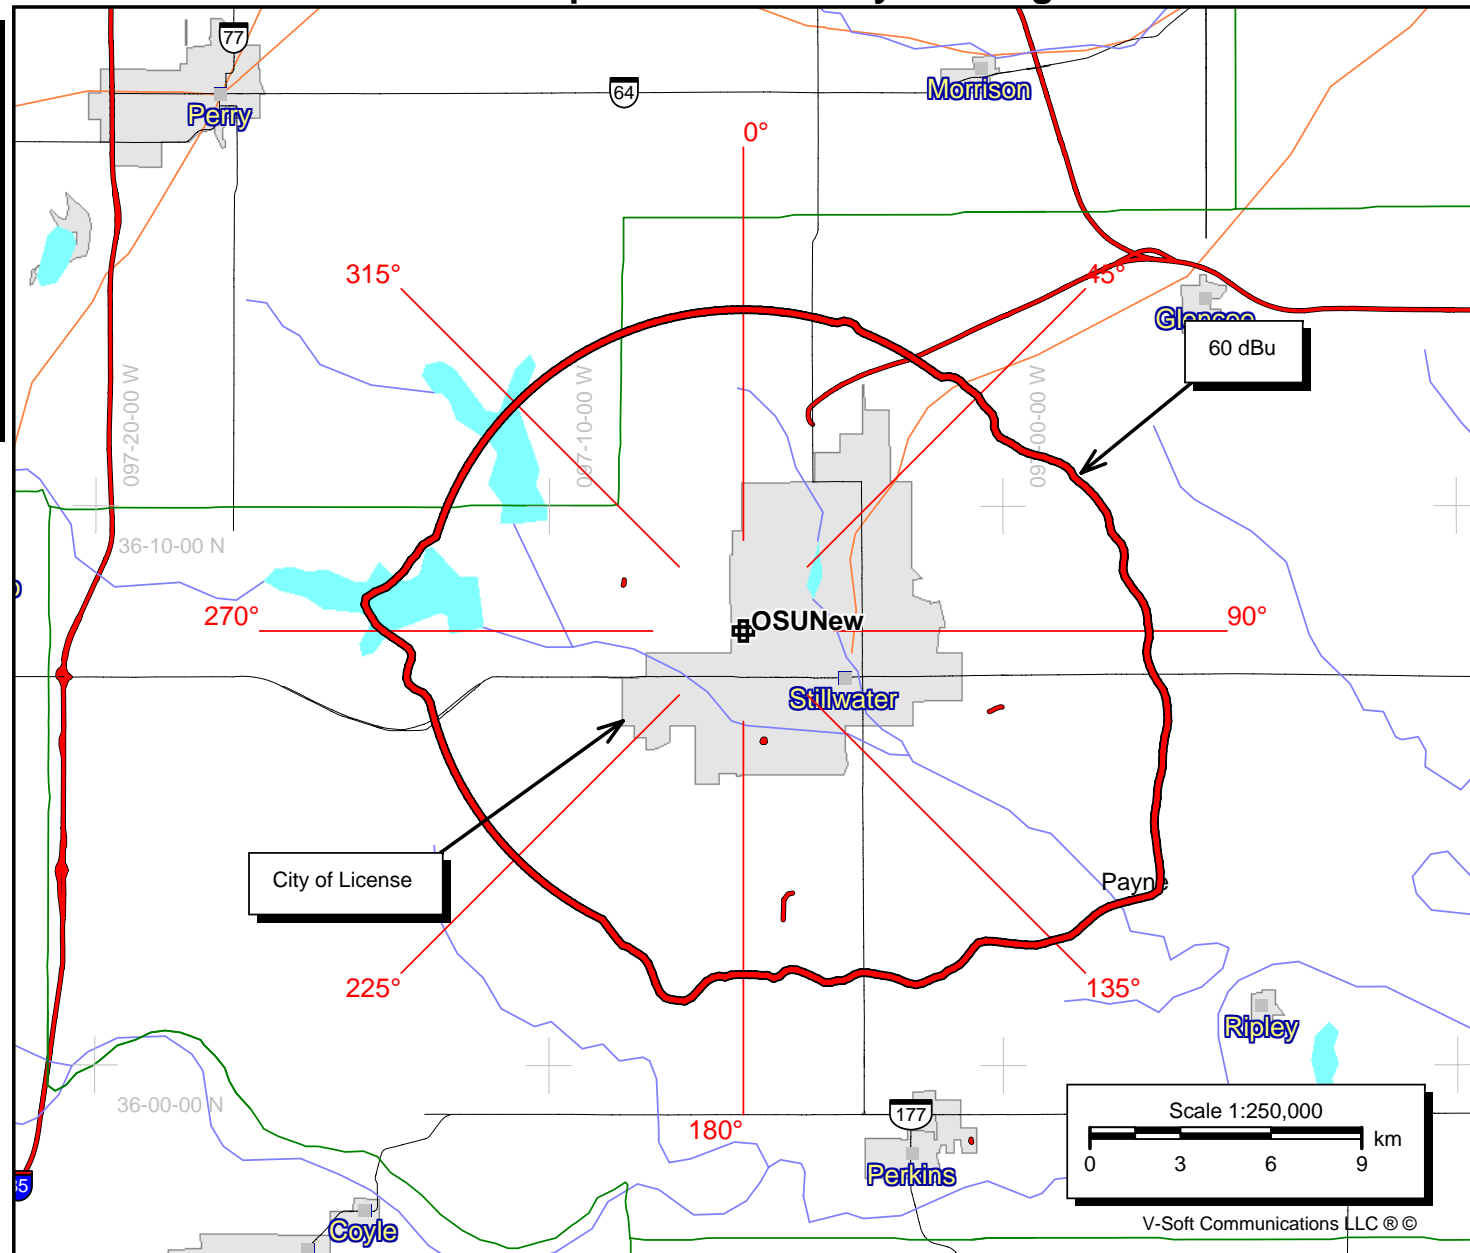 77
64
Perry
Morrison
0°
315°
45°
Glencoe
60 dBu
097-20-00 W
097-10-00 W
097-00-00 W
36-10-00 N
270°
OSUNew
90°
Stillwater
City of License
Payne
225°
135°
Ripley
36-00-00 N
180°
177
Perkins
Scale 1:250,000
km
0 3 6 9
35
Coyle
V-Soft Communications LLC ® ©